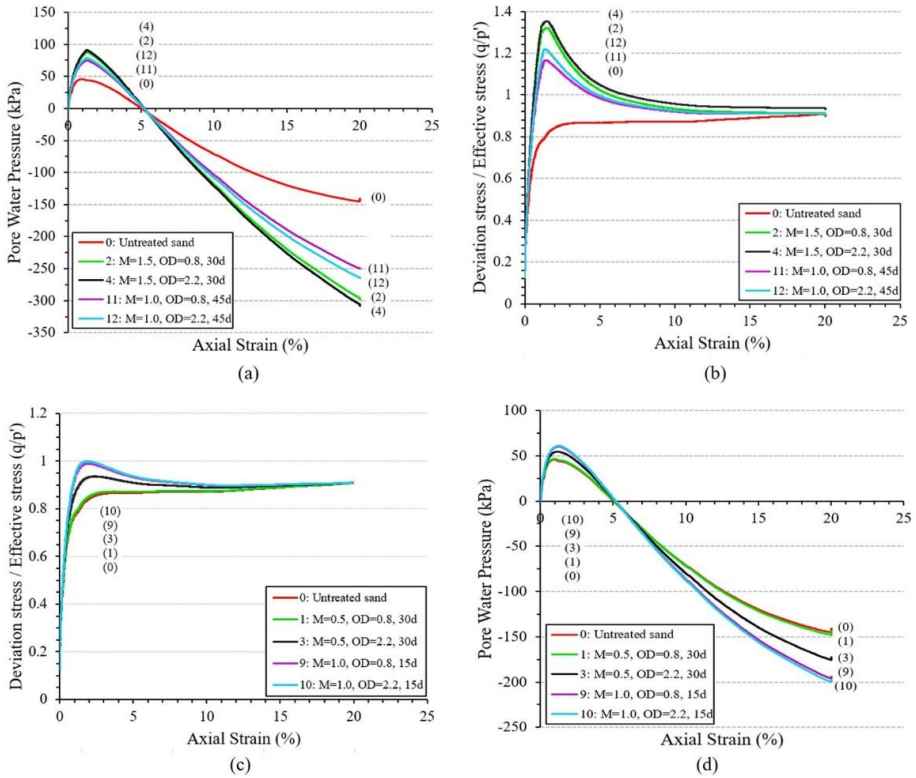 (a)
Pore Water Pressure (kPa)
150
100
50
0
-50
-100
-150
-200
-250
-300
-350
0
5
10
15
20
25
(4)
(2)
(12)
(11)
(0)
(0)
(11)
(12)
(2)
(4)
0: Untreated sand
2: M=1.5, OD=0.8, 30d
4: M=1.5, OD=2.2, 30d
11: M=1.0, OD=0.8, 45d
12: M=1.0, OD=2.2, 45d
Axial Strain (%)
(a)
(b)
Deviation stress / Effective stress (q/p')
1.4
1.2
1
0.8
0.6
0.4
0.2
0
(4)
(2)
(12)
(11)
(0)
0: Untreated sand
2: M=1.5, OD=0.8, 30d
4: M=1.5, OD=2.2, 30d
11: M=1.0, OD=0.8, 45d
12: M=1.0, OD=2.2, 45d
0
5
10
15
20
25
Axial Strain (%)
(b)
(c)
Deviation stress / Effective stress (q/p')
1.2
1
0.8
0.6
0.4
0.2
0
(10)
(9)
(3)
(1)
(0)
0: Untreated sand
1: M=0.5, OD=0.8, 30d
3: M=0.5, OD=2.2, 30d
9: M=1.0, OD=0.8, 15d
10: M=1.0, OD=2.2, 15d
0
5
10
15
20
25
Axial Strain (%)
(c)
(d)
Pore Water Pressure (kPa)
100
50
0
-50
-100
-150
-200
-250
0
5
10
15
20
25
(10)
(9)
(3)
(1)
(0)
(0)
(1)
(3)
(9)
(10)
0: Untreated sand
1: M=0.5, OD=0.8, 30d
3: M=0.5, OD=2.2, 30d
9: M=1.0, OD=0.8, 15d
10: M=1.0, OD=2.2, 15d
Axial Strain (%)
(d)